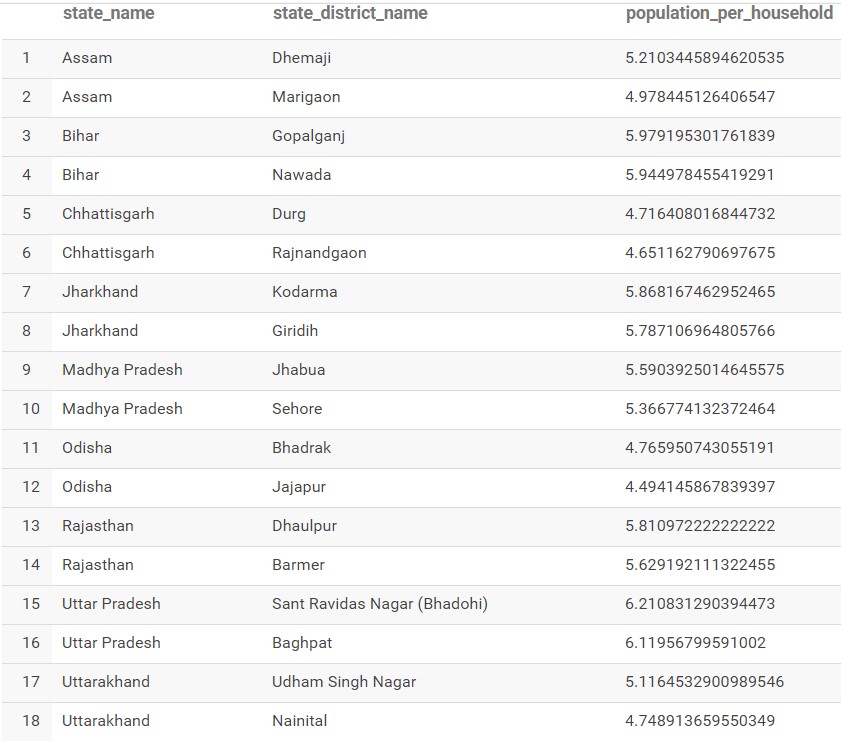 state_name state_district_name population_per_household
1 Assam Dhemaji 5.2103445894620535
2 Assam Marigaon 4.978445126406547
3 Bihar Gopalganj 5.979195301761839
4 Bihar Nawada 5.944978455419291
5 Chhattisgarh Durg 4.716408016844732
6 Chhattisgarh Rajnandgaon 4.651162790697675
7 Jharkhand Kodarma 5.868167462952465
8 Jharkhand Giridih 5.787106964805766
9 Madhya Pradesh Jhabua 5.5903925014645575
10 Madhya Pradesh Sehore 5.366774132372464
11 Odisha Bhadrak 4.765950743055191
12 Odisha Jajapur 4.494145867839397
13 Rajasthan Dhaulpur 5.810972222222222
14 Rajasthan Barmer 5.629192111322455
15 Uttar Pradesh Sant Ravidas Nagar (Bhadohi) 6.210831290394473
16 Uttar Pradesh Baghpat 6.11956799591002
17 Uttarakhand Udham Singh Nagar 5.1164532900989546
18 Uttarakhand Nainital 4.748913659550349